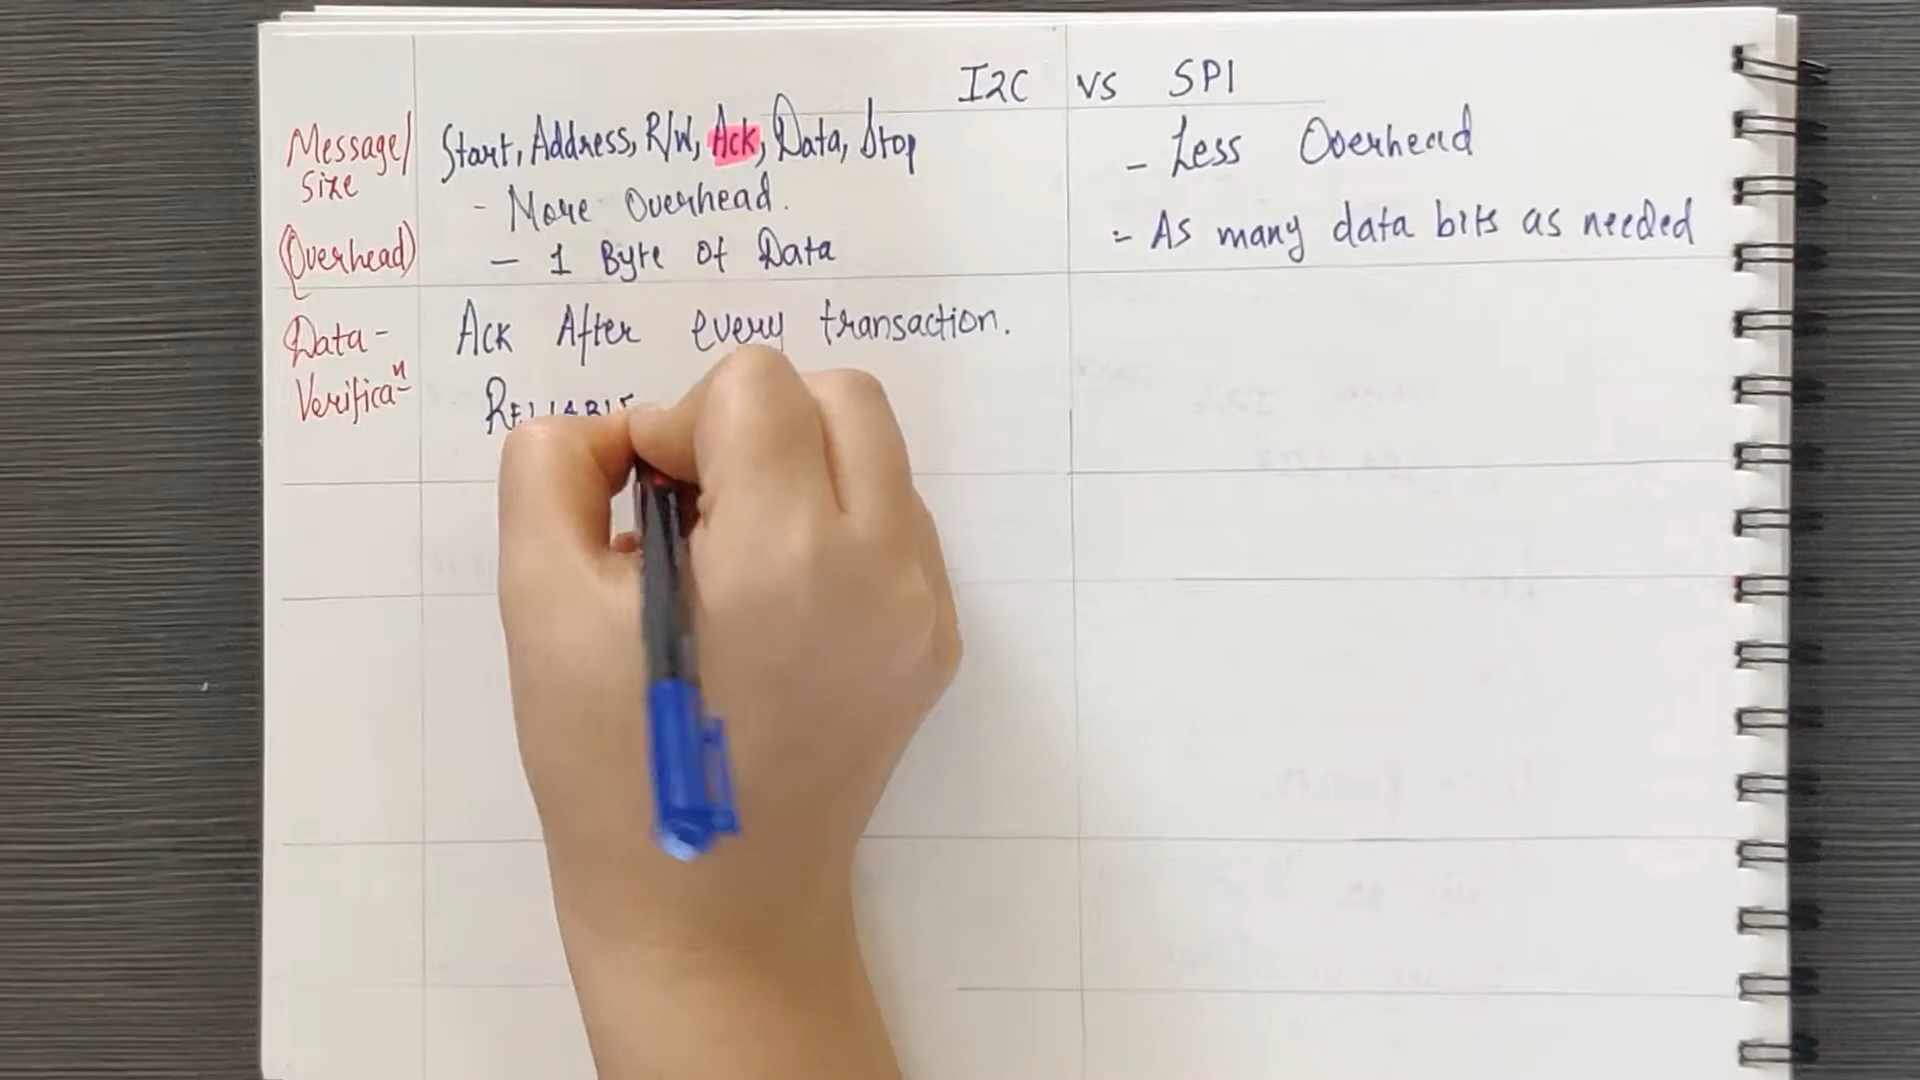 I2C vs SPI
Message/
Size
(Overhead)
Start, Address, R/W, Ack, Data, Stop
- More Overhead.
- 1 Byte of Data
- Less Overhead
- As many data bits as needed
Data-
Verificaⁿ
Ack After every transaction.